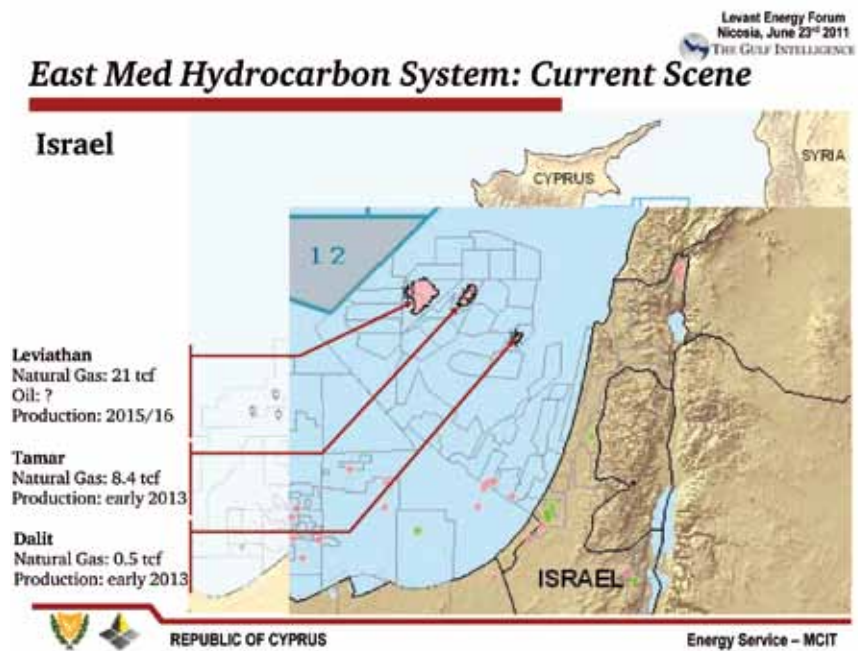 Levant Energy Forum
Nicosia, June 23rd 2011
THE GULF INTELLIGENCE
East Med Hydrocarbon System: Current Scene
Israel
CYPRUS
SYRIA
12
Leviathan
Natural Gas: 21 tcf
Oil: ?
Production: 2015/16
Tamar
Natural Gas: 8.4 tcf
Production: early 2013
Dalit
Natural Gas: 0.5 tcf
Production: early 2013
ISRAEL
REPUBLIC OF CYPRUS
Energy Service – MCIT